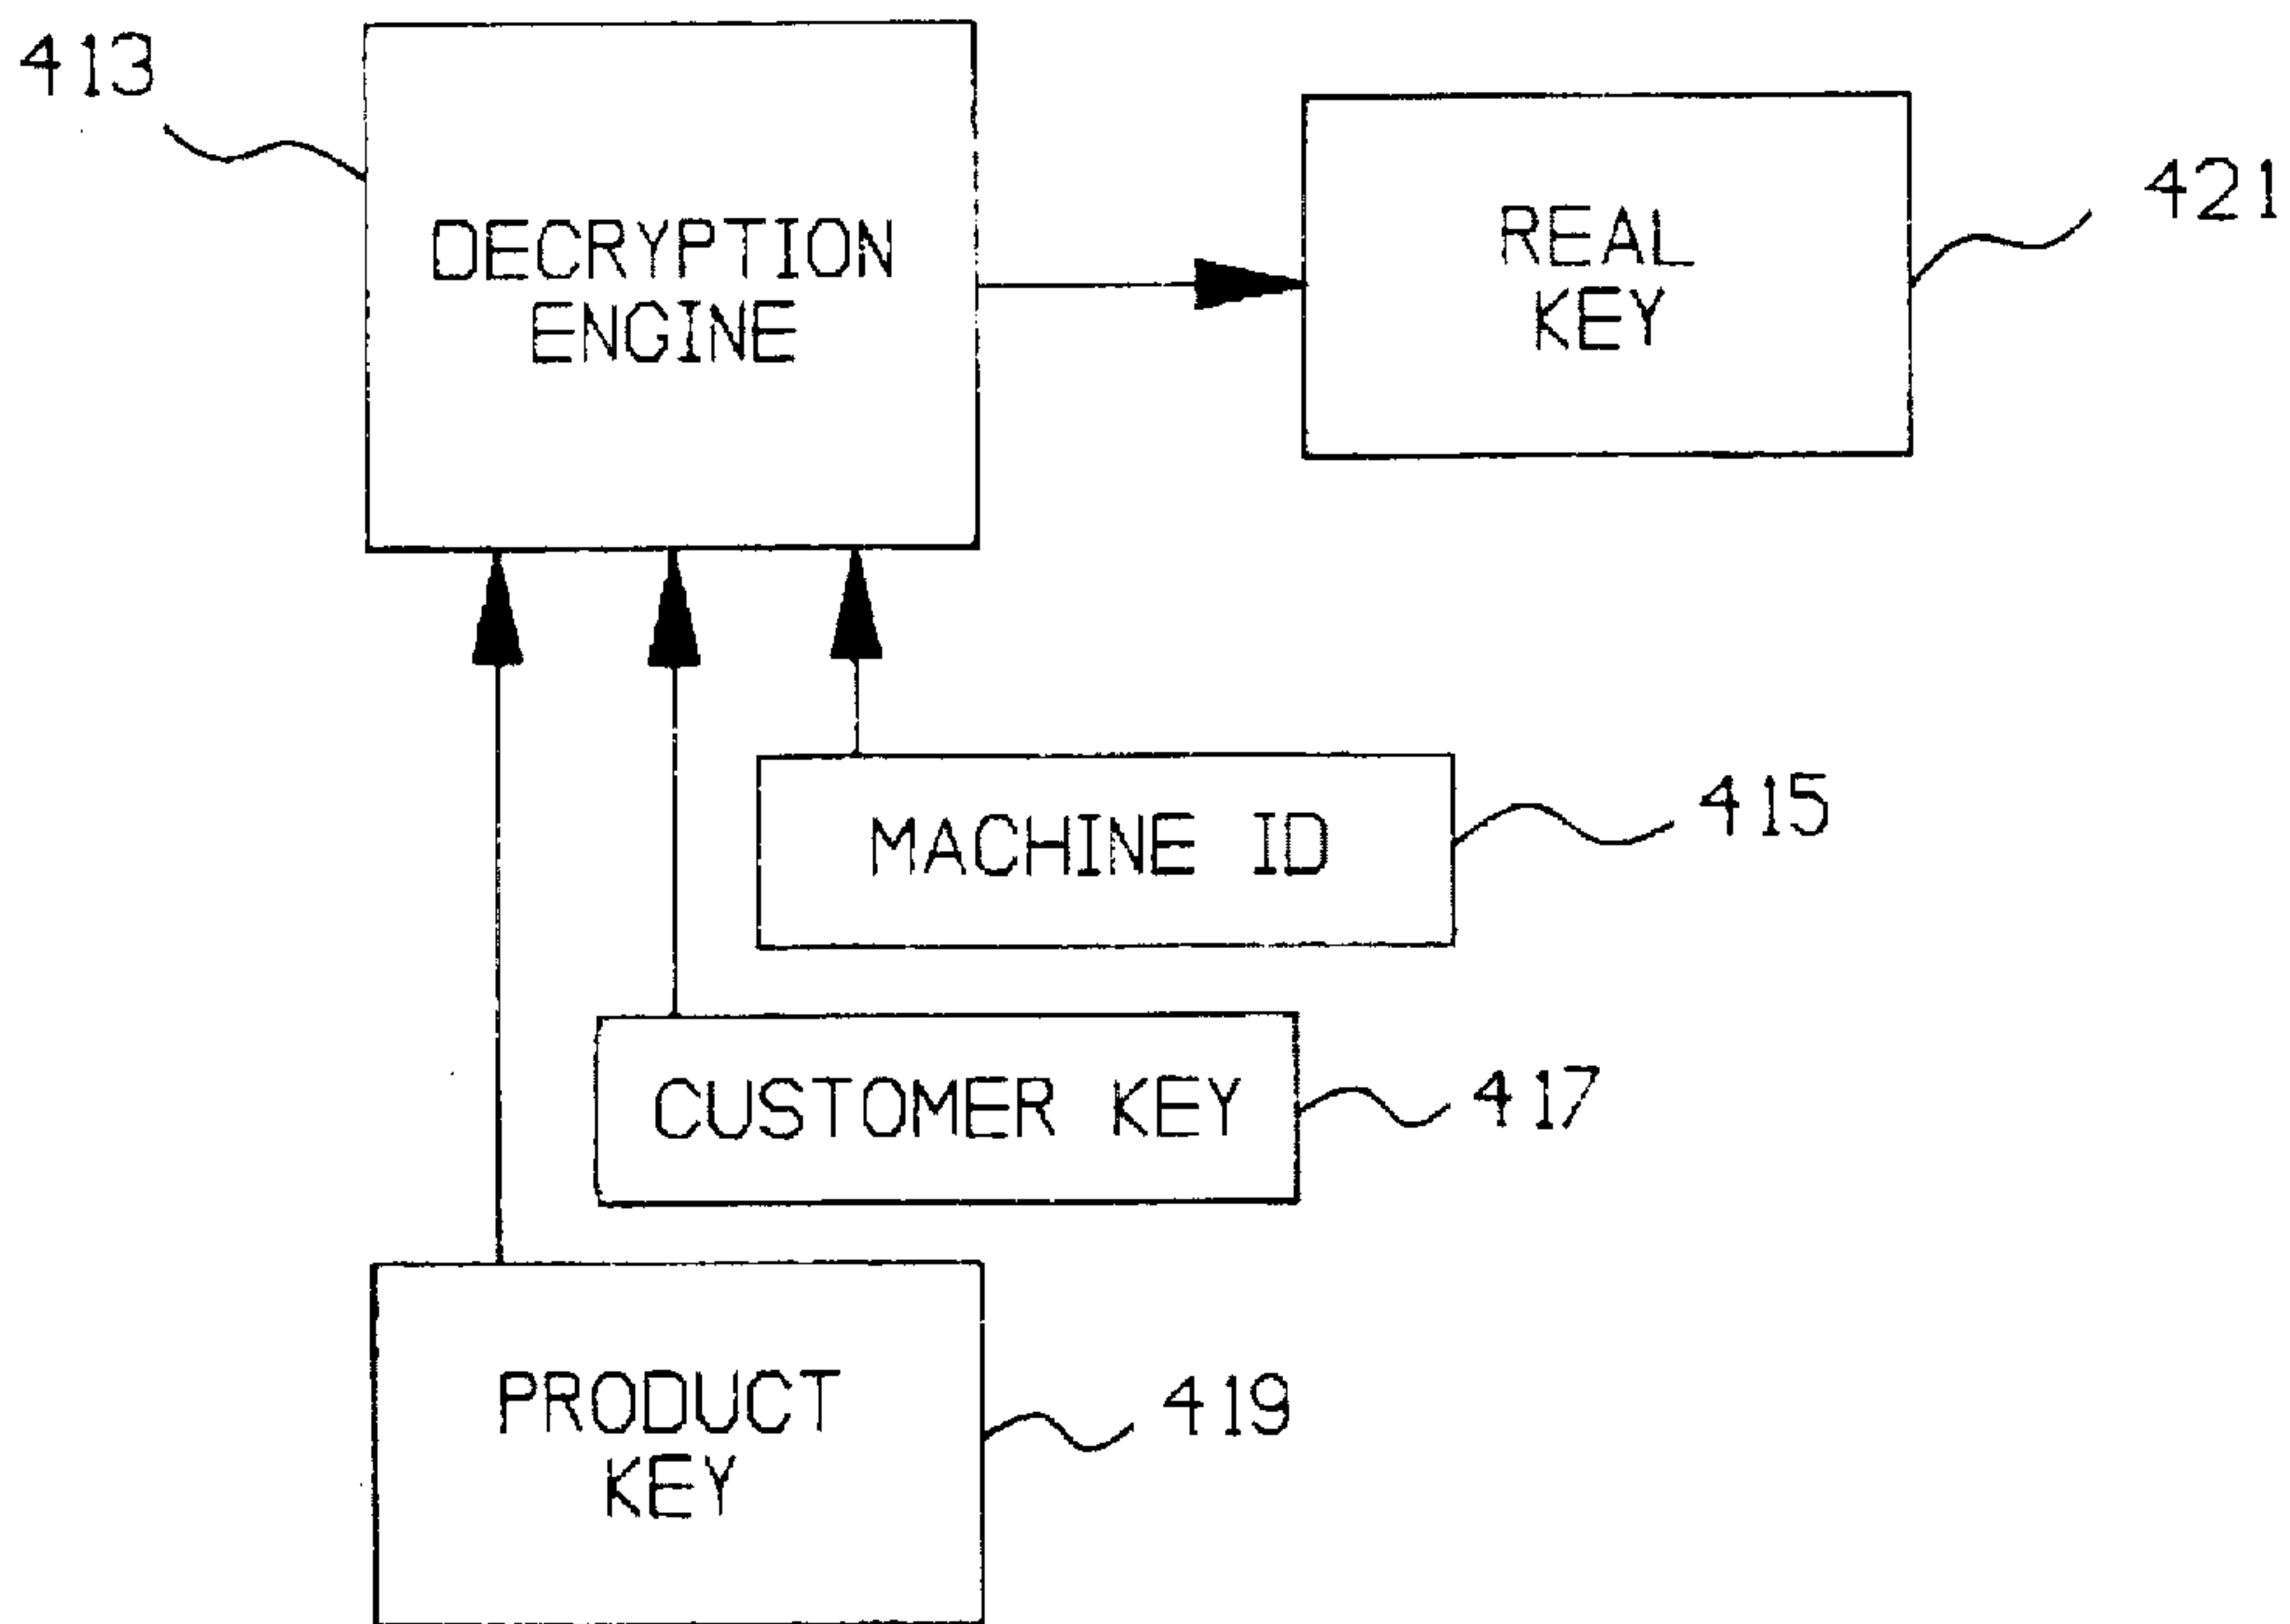 413
DECRYPTION
ENGINE
REAL
KEY
421
MACHINE ID
415
CUSTOMER KEY
417
PRODUCT
KEY
419